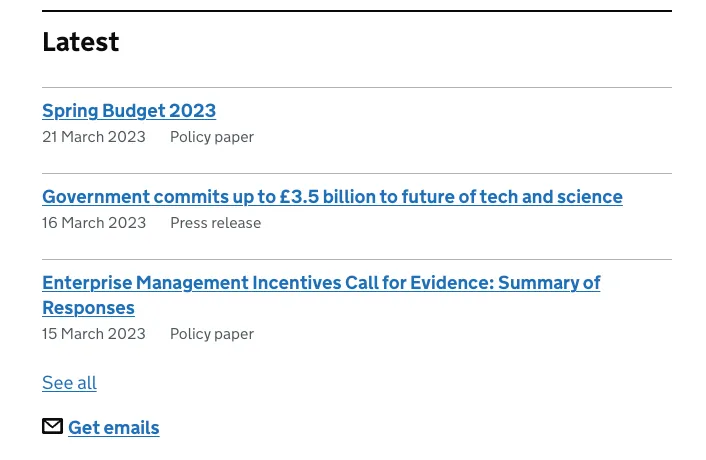 Latest
Spring Budget 2023
21 March 2023 Policy paper
Government commits up to £3.5 billion to future of tech and science
16 March 2023 Press release
Enterprise Management Incentives Call for Evidence: Summary of
Responses
15 March 2023 Policy paper
See all
Get emails